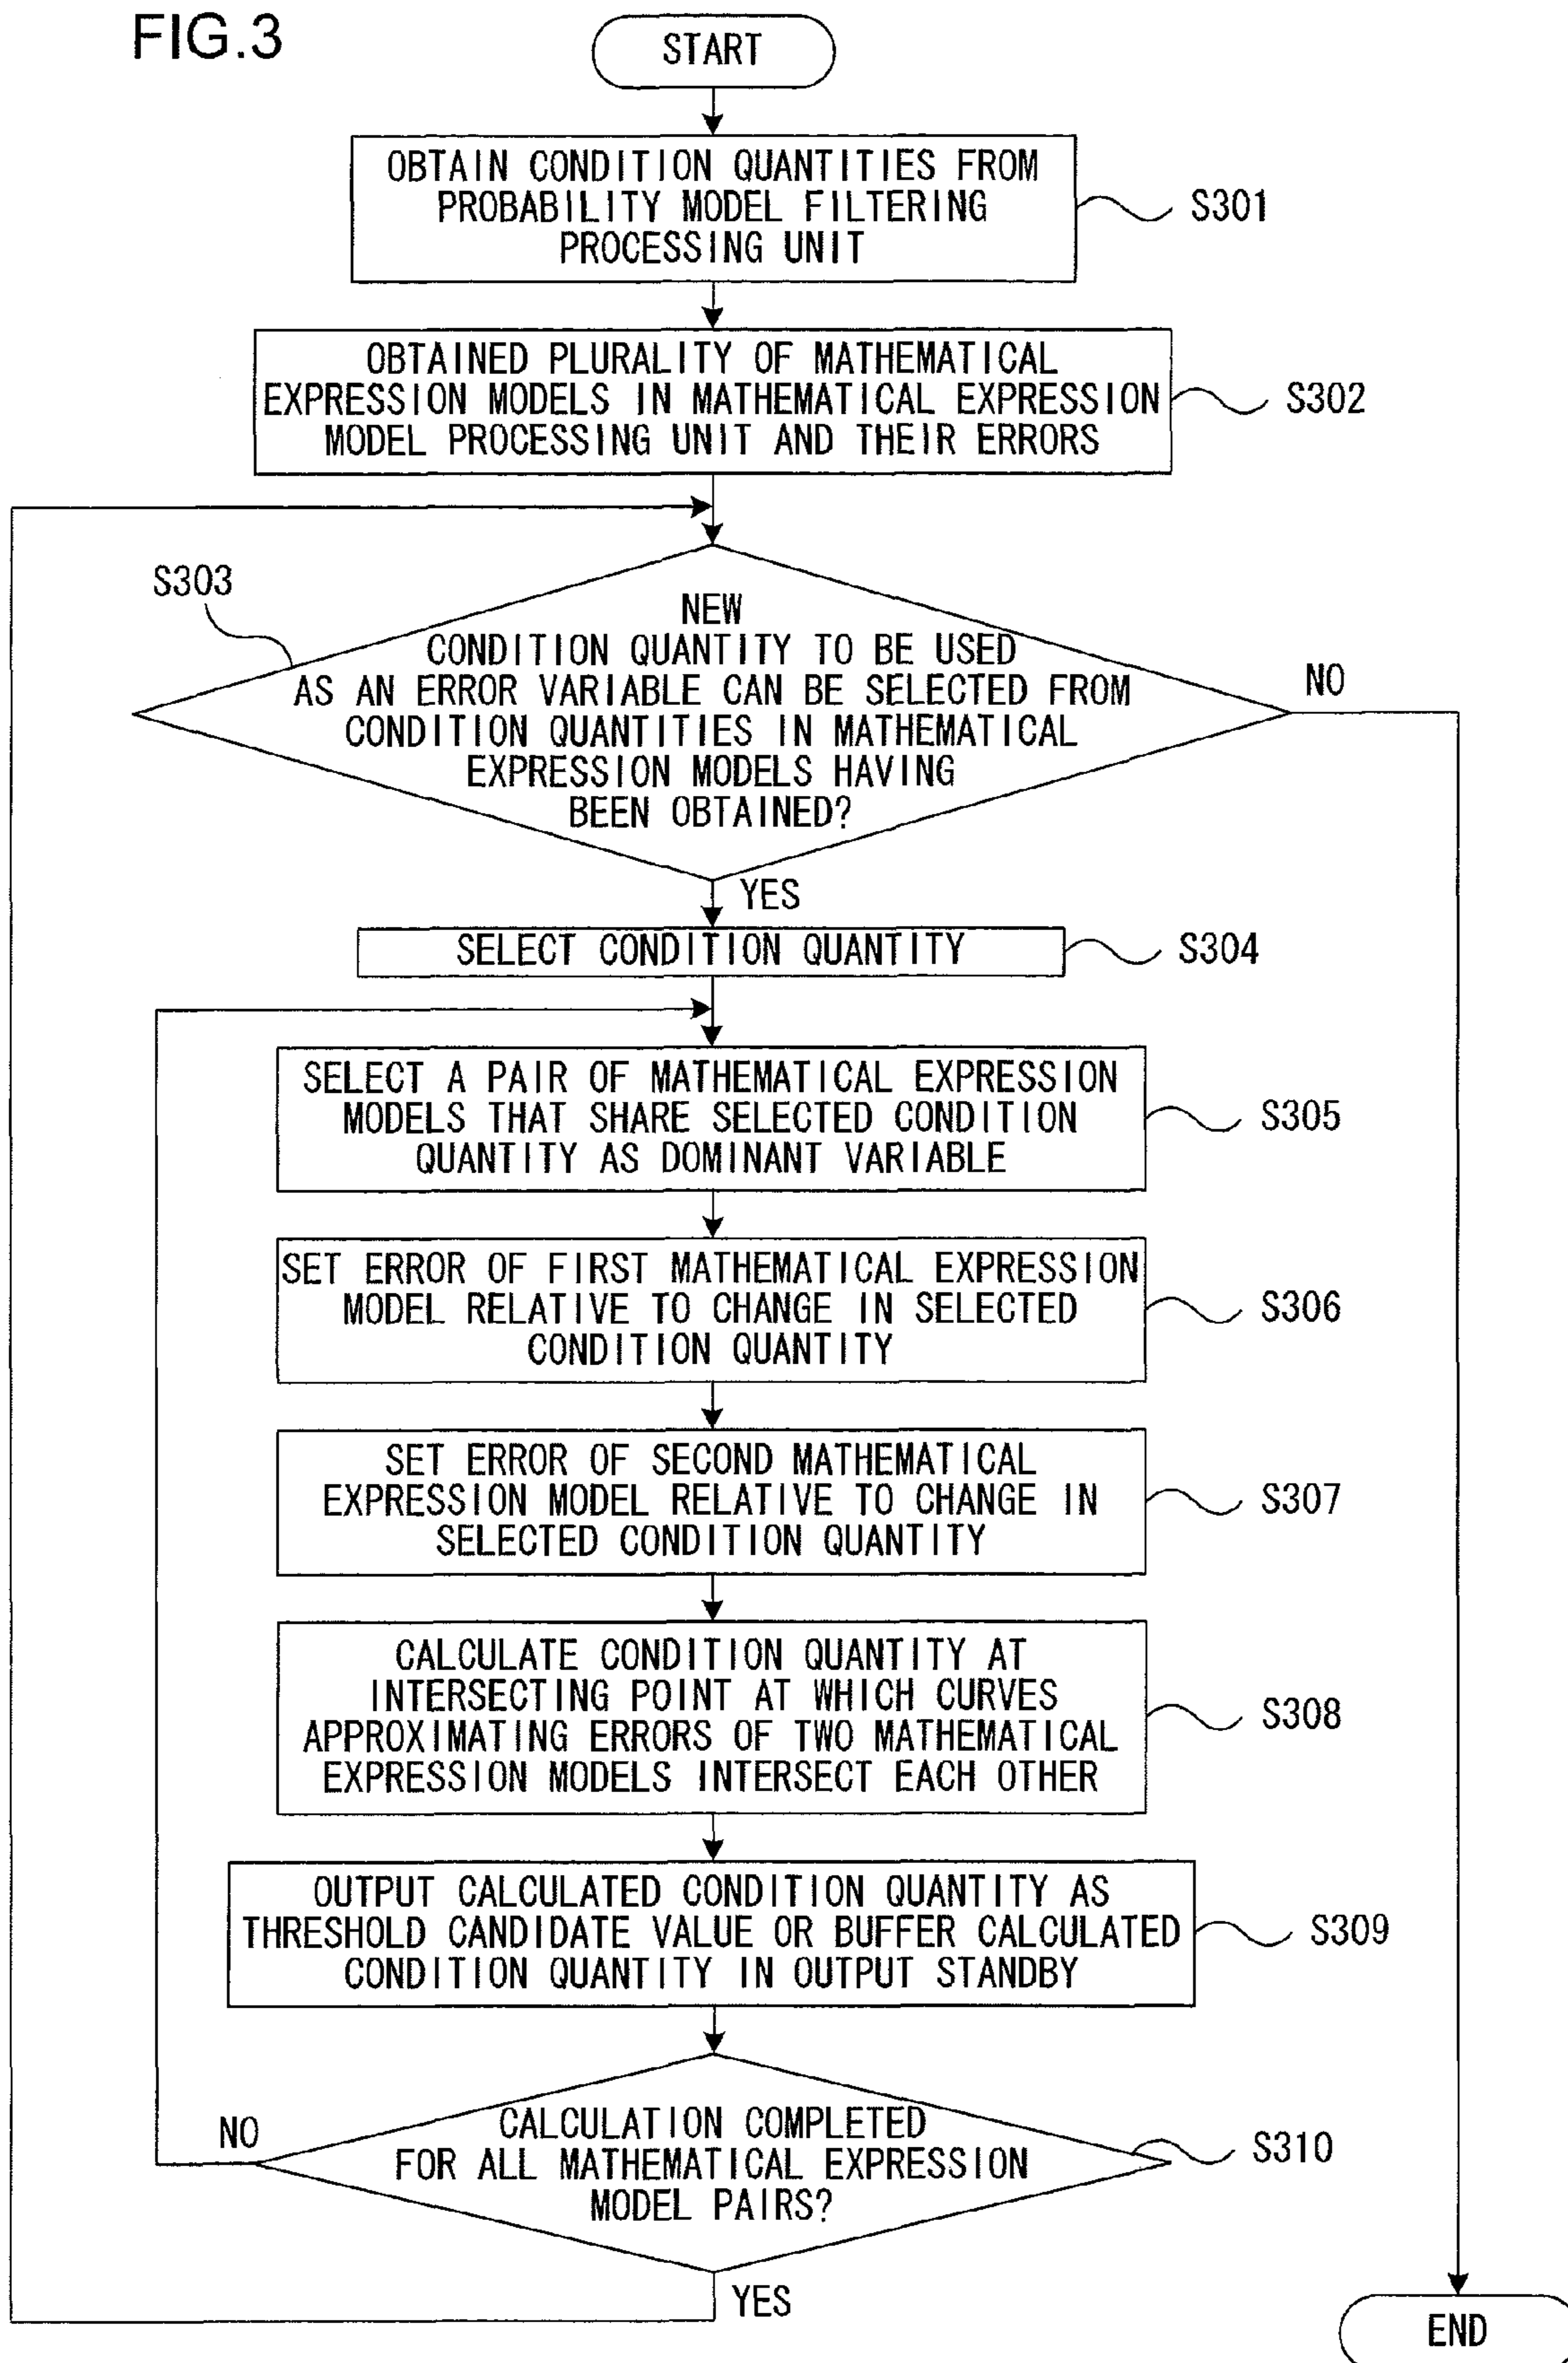 FIG.3
START
OBTAIN CONDITION QUANTITIES FROM
PROBABILITY MODEL FILTERING
PROCESSING UNIT
S301
OBTAINED PLURALITY OF MATHEMATICAL
EXPRESSION MODELS IN MATHEMATICAL EXPRESSION
MODEL PROCESSING UNIT AND THEIR ERRORS
S302
S303
NEW
CONDITION QUANTITY TO BE USED
AS AN ERROR VARIABLE CAN BE SELECTED FROM
CONDITION QUANTITIES IN MATHEMATICAL
EXPRESSION MODELS HAVING
BEEN OBTAINED?
NO
YES
SELECT CONDITION QUANTITY
S304
SELECT A PAIR OF MATHEMATICAL EXPRESSION
MODELS THAT SHARE SELECTED CONDITION
QUANTITY AS DOMINANT VARIABLE
S305
SET ERROR OF FIRST MATHEMATICAL EXPRESSION
MODEL RELATIVE TO CHANGE IN SELECTED
CONDITION QUANTITY
S306
SET ERROR OF SECOND MATHEMATICAL
EXPRESSION MODEL RELATIVE TO CHANGE IN
SELECTED CONDITION QUANTITY
S307
CALCULATE CONDITION QUANTITY AT
INTERSECTING POINT AT WHICH CURVES
APPROXIMATING ERRORS OF TWO MATHEMATICAL
EXPRESSION MODELS INTERSECT EACH OTHER
S308
OUTPUT CALCULATED CONDITION QUANTITY AS
THRESHOLD CANDIDATE VALUE OR BUFFER CALCULATED
CONDITION QUANTITY IN OUTPUT STANDBY
S309
NO
CALCULATION COMPLETED
FOR ALL MATHEMATICAL EXPRESSION
MODEL PAIRS?
S310
YES
END